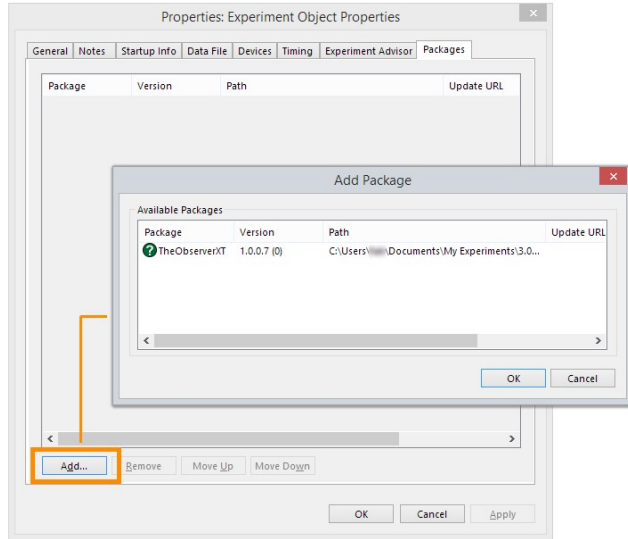 Properties: Experiment Object Properties
General Notes Startup Info Data File Devices Timing Experiment Advisor Packages
Package Version Path Update URL
Add Package
Available Packages
Package Version Path Update URL
TheObserverXT 1.0.0.7 (0) C:\Users\ \Documents\My Experiments\3.0...
OK Cancel
Add... Remove Move Up Move Down
OK Cancel Apply